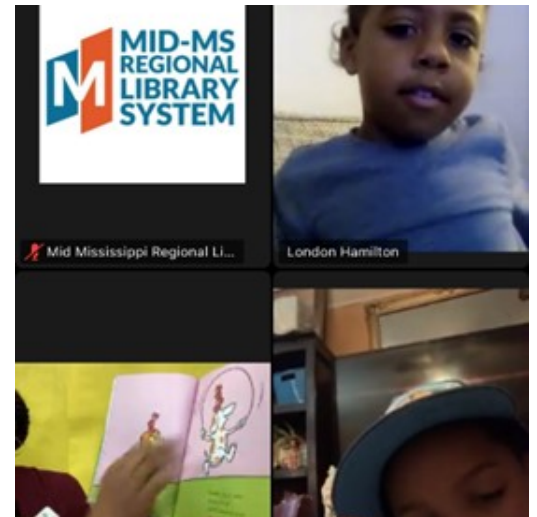 MID-MS
REGIONAL
LIBRARY
SYSTEM
Mid Mississippi Regional Li...
London Hamilton